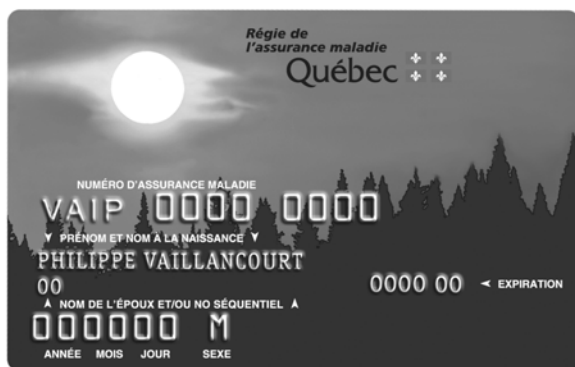 Régie de
l'assurance maladie
Québec
NUMÉRO D'ASSURANCE MALADIE
VAIP 0000 0000
PRÉNOM ET NOM À LA NAISSANCE
PHILIPPE VAILLANCOURT
00
0000 00 EXPIRATION
NOM DE L'ÉPOUX ET/OU NO SÉQUENTIEL
000000 M
ANNÉE MOIS JOUR SEXE